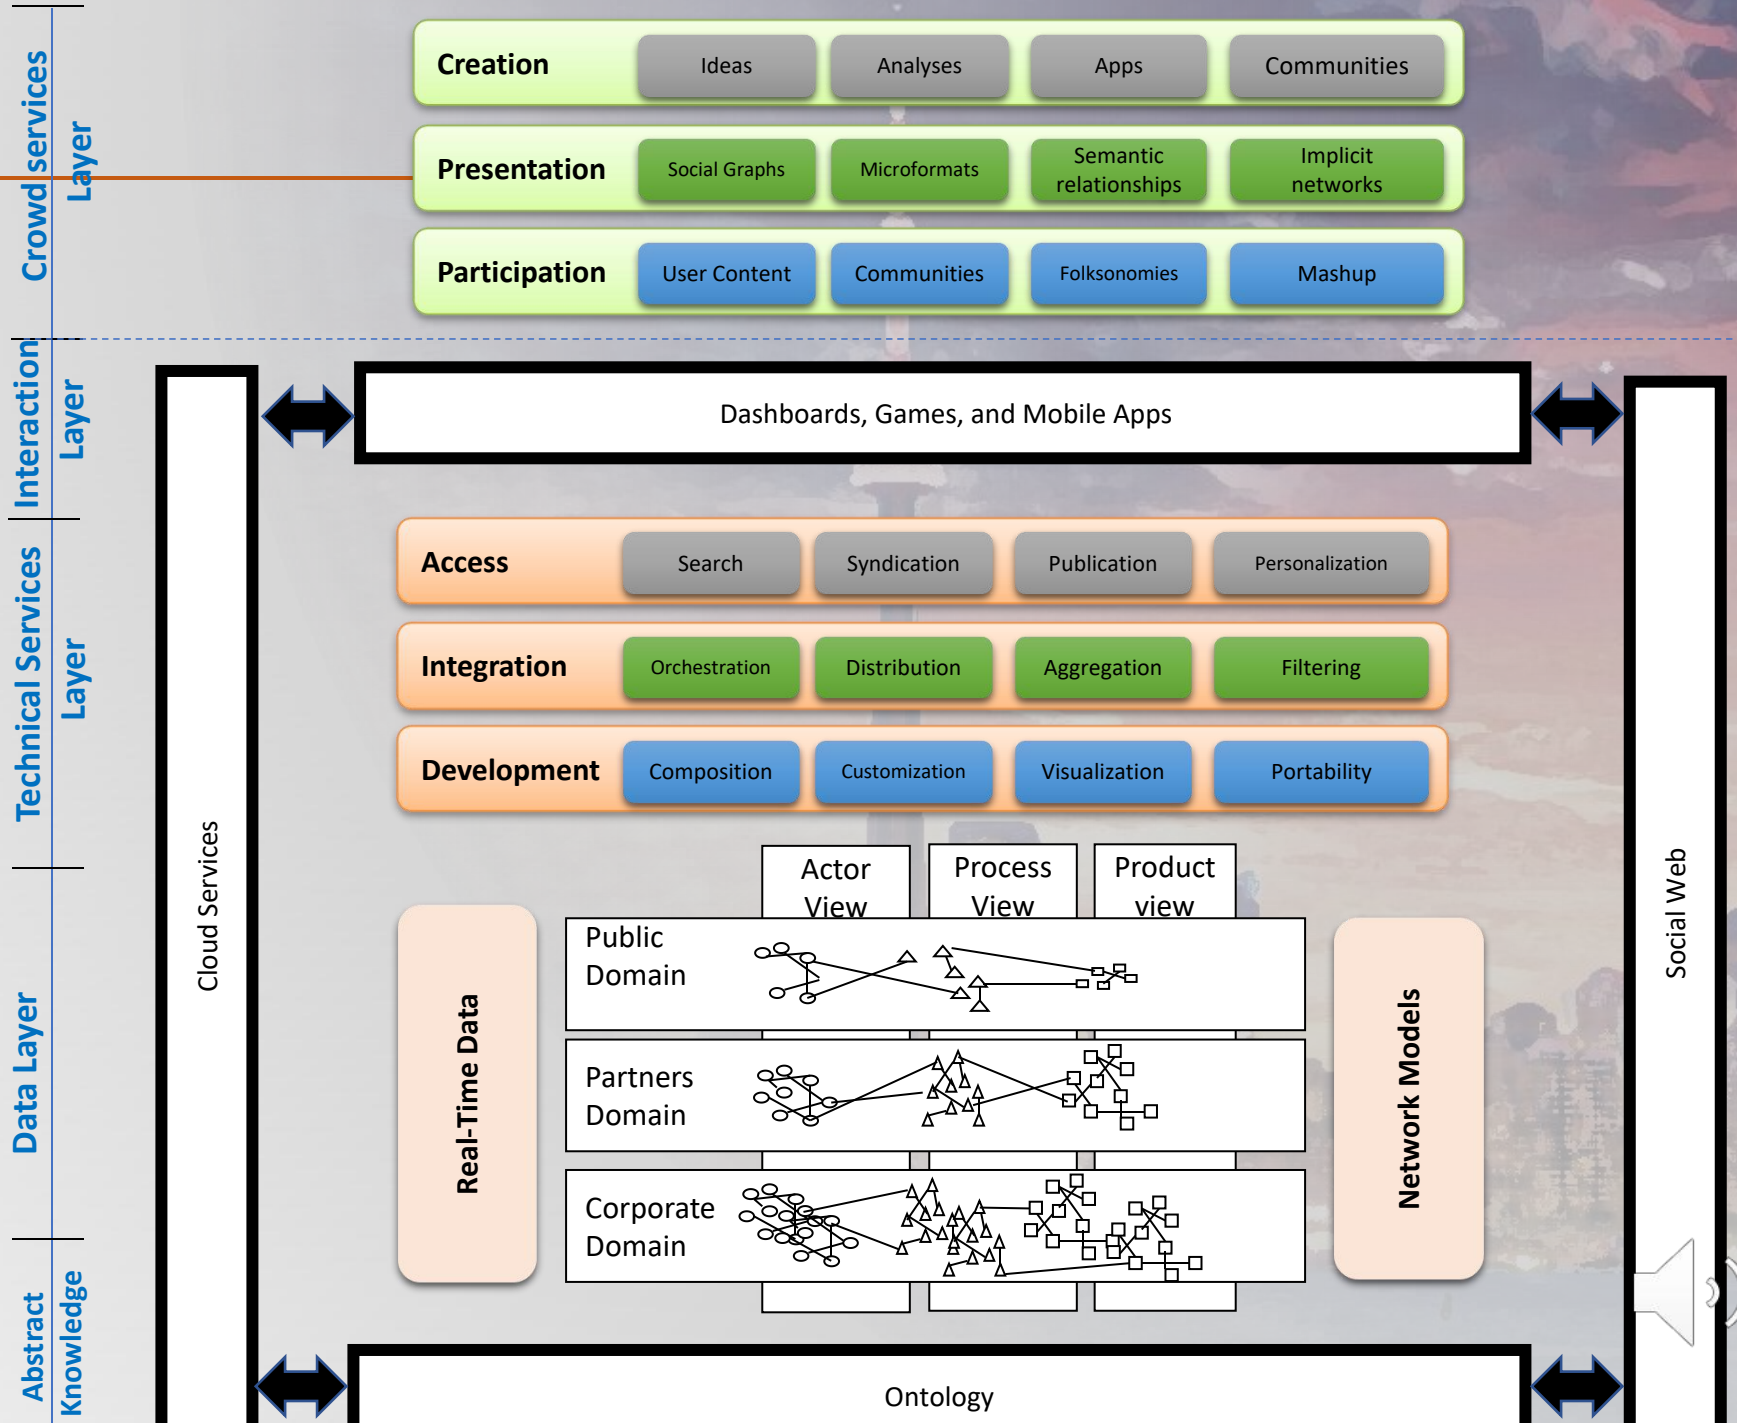 Crowd services
Layer
Creation
Ideas
Analyses
Apps
Communities
Presentation
Social Graphs
Microformats
Semantic
relationships
Implicit
networks
Participation
User Content
Communities
Folksonomies
Mashup
Interaction
Layer
Dashboards, Games, and Mobile Apps
Technical Services
Layer
Access
Search
Syndication
Publication
Personalization
Integration
Orchestration
Distribution
Aggregation
Filtering
Development
Composition
Customization
Visualization
Portability
Cloud Services
Social Web
Data Layer
Real-Time Data
Actor
View
Process
View
Product
view
Public
Domain
Partners
Domain
Corporate
Domain
Network Models
Abstract
Knowledge
Ontology